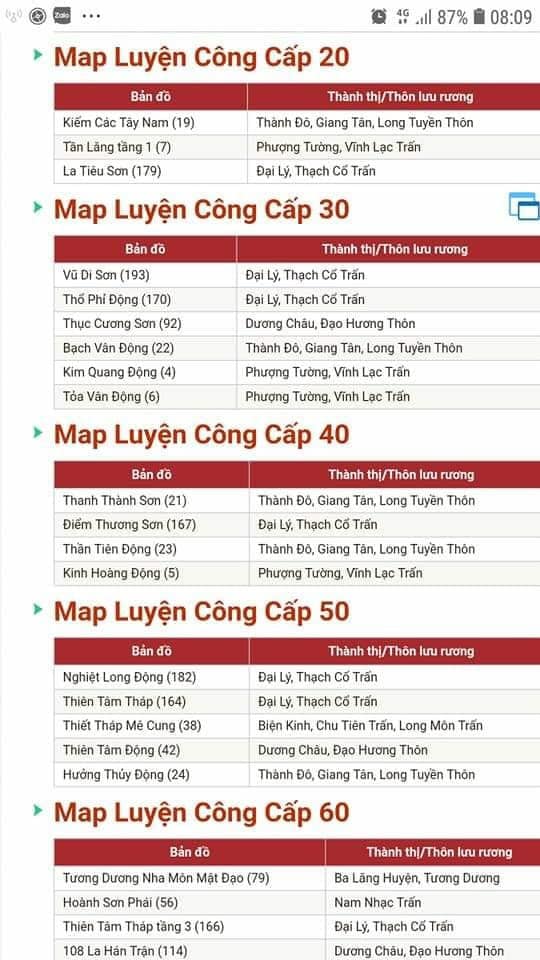 Zalo 4G 87% 08:09
Map Luyện Công Cấp 20
Bản đồ Thành thị/Thôn lưu rương
Kiếm Các Tây Nam (19) Thành Đô, Giang Tân, Long Tuyền Thôn
Tần Lăng tầng 1 (7) Phượng Tường, Vĩnh Lạc Trấn
La Tiêu Sơn (179) Đại Lý, Thạch Cổ Trấn
Map Luyện Công Cấp 30
Bản đồ Thành thị/Thôn lưu rương
Vũ Di Sơn (193) Đại Lý, Thạch Cổ Trấn
Thổ Phỉ Động (170) Đại Lý, Thạch Cổ Trấn
Thục Cương Sơn (92) Dương Châu, Đạo Hương Thôn
Bạch Vân Động (22) Thành Đô, Giang Tân, Long Tuyền Thôn
Kim Quang Động (4) Phượng Tường, Vĩnh Lạc Trấn
Tỏa Vân Động (6) Phượng Tường, Vĩnh Lạc Trấn
Map Luyện Công Cấp 40
Bản đồ Thành thị/Thôn lưu rương
Thanh Thành Sơn (21) Thành Đô, Giang Tân, Long Tuyền Thôn
Điểm Thương Sơn (167) Đại Lý, Thạch Cổ Trấn
Thần Tiên Động (23) Thành Đô, Giang Tân, Long Tuyền Thôn
Kinh Hoàng Động (5) Phượng Tường, Vĩnh Lạc Trấn
Map Luyện Công Cấp 50
Bản đồ Thành thị/Thôn lưu rương
Nghiệt Long Động (182) Đại Lý, Thạch Cổ Trấn
Thiên Tâm Tháp (164) Đại Lý, Thạch Cổ Trấn
Thiết Tháp Mê Cung (38) Biện Kinh, Chu Tiên Trấn, Long Môn Trấn
Thiên Tâm Động (42) Dương Châu, Đạo Hương Thôn
Hưởng Thủy Động (24) Thành Đô, Giang Tân, Long Tuyền Thôn
Map Luyện Công Cấp 60
Bản đồ Thành thị/Thôn lưu rương
Tương Dương Nha Môn Mật Đạo (79) Ba Lăng Huyện, Tương Dương
Hoành Sơn Phái (56) Nam Nhạc Trấn
Thiên Tâm Tháp tầng 3 (166) Đại Lý, Thạch Cổ Trấn
108 La Hán Trận (114) Dương Châu, Đạo Hương Thôn